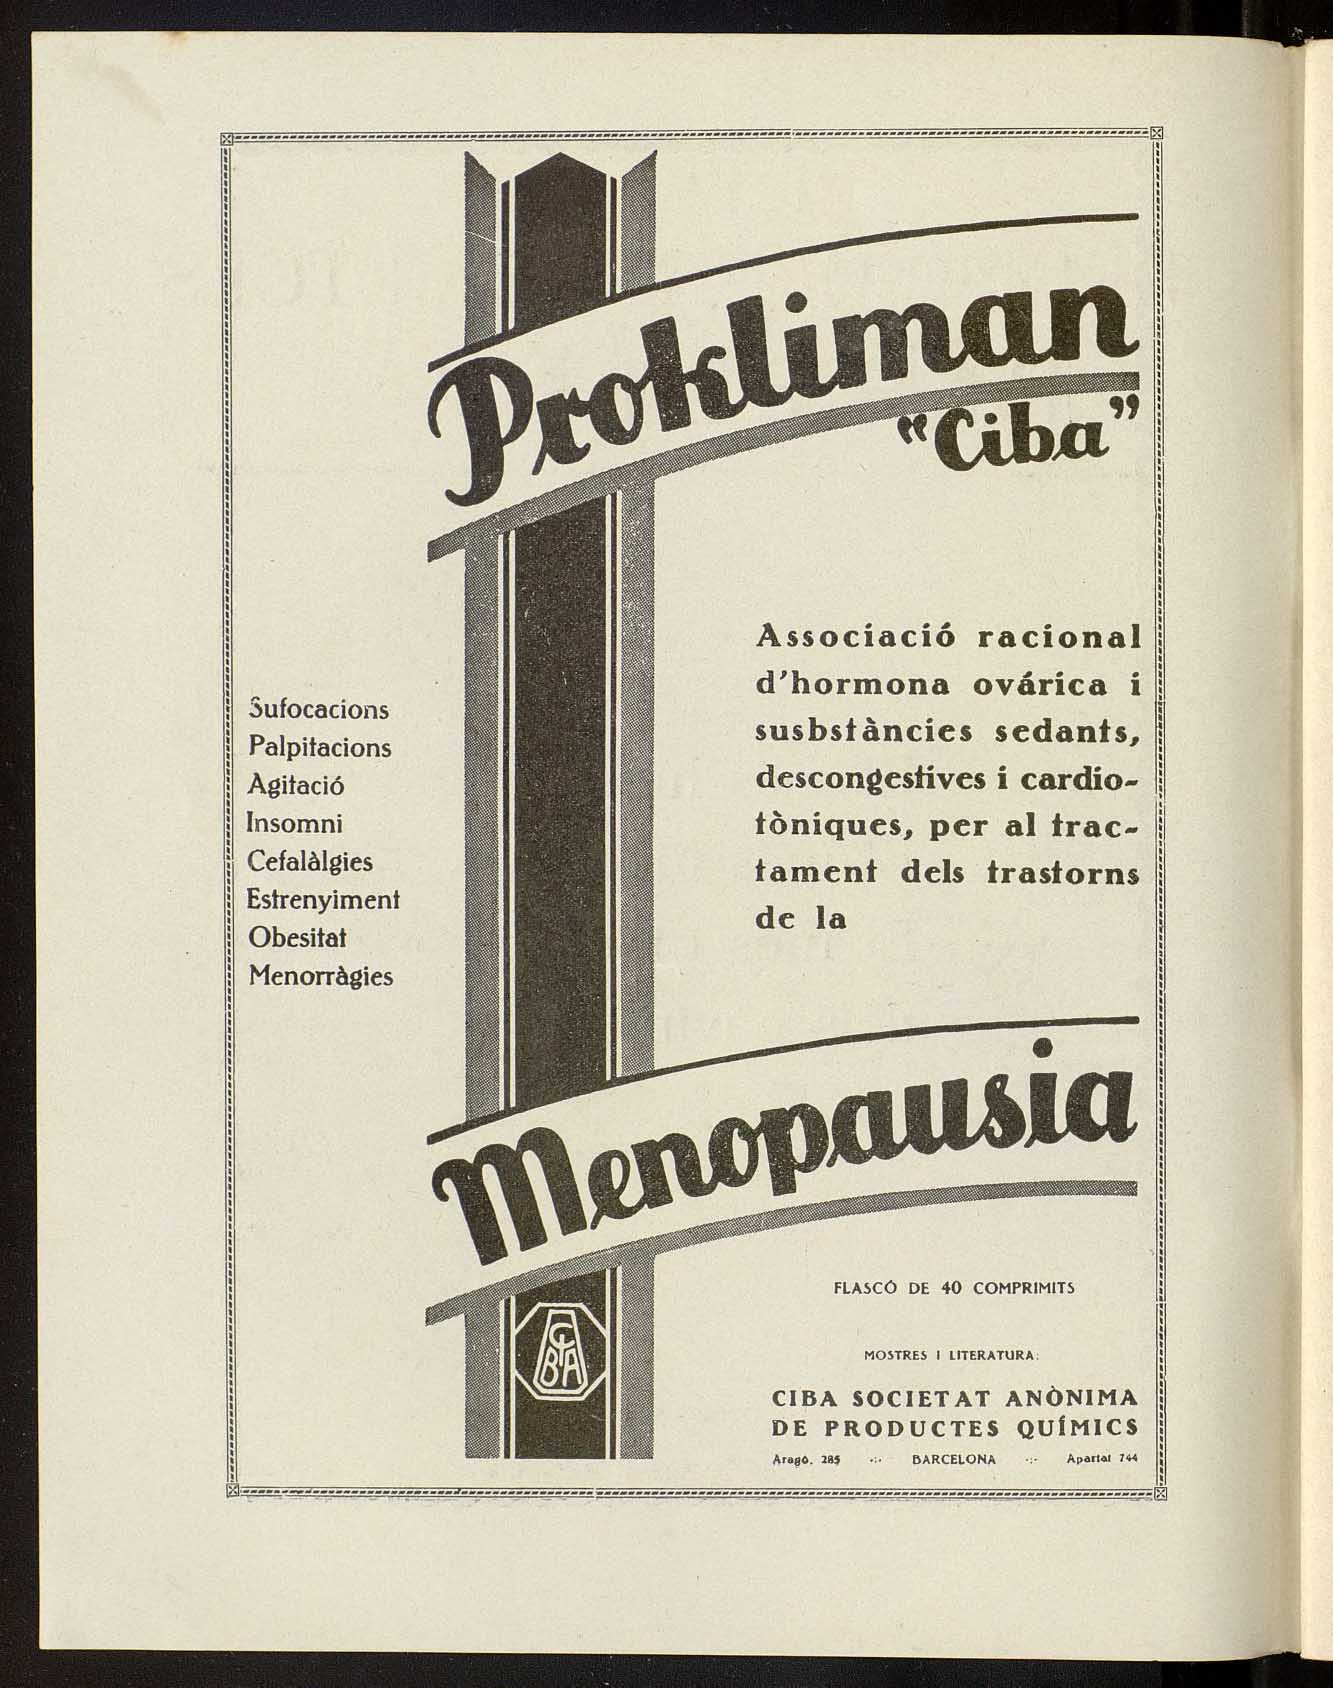 Prokliman
“Ciba”
Sufocacions
Palpitacions
Agitació
Insomni
Cefalàlgies
Estrenyiment
Obesitat
Menorràgies
Associació racional
d'hormona ovárica i
susbstàncies sedants,
descongestives i cardio-
tòniques, per al trac-
tament dels trastorns
de la
Menopausia
CIBA
FLASCÓ DE 40 COMPRIMITS
MOSTRES I LITERATURA:
CIBA SOCIETAT ANÒNIMA
DE PRODUCTES QUÍMICS
Aragó, 285 -:- BARCELONA -:- Apartat 744